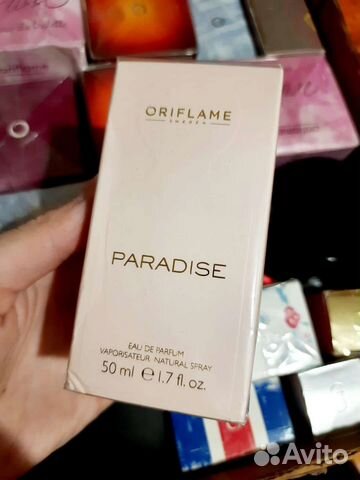 ORIFLAME
SWEDEN
PARADISE
EAU DE PARFUM
VAPORISATEUR NATURAL SPRAY
50 ml ℮ 1.7 fl. oz.
Avito